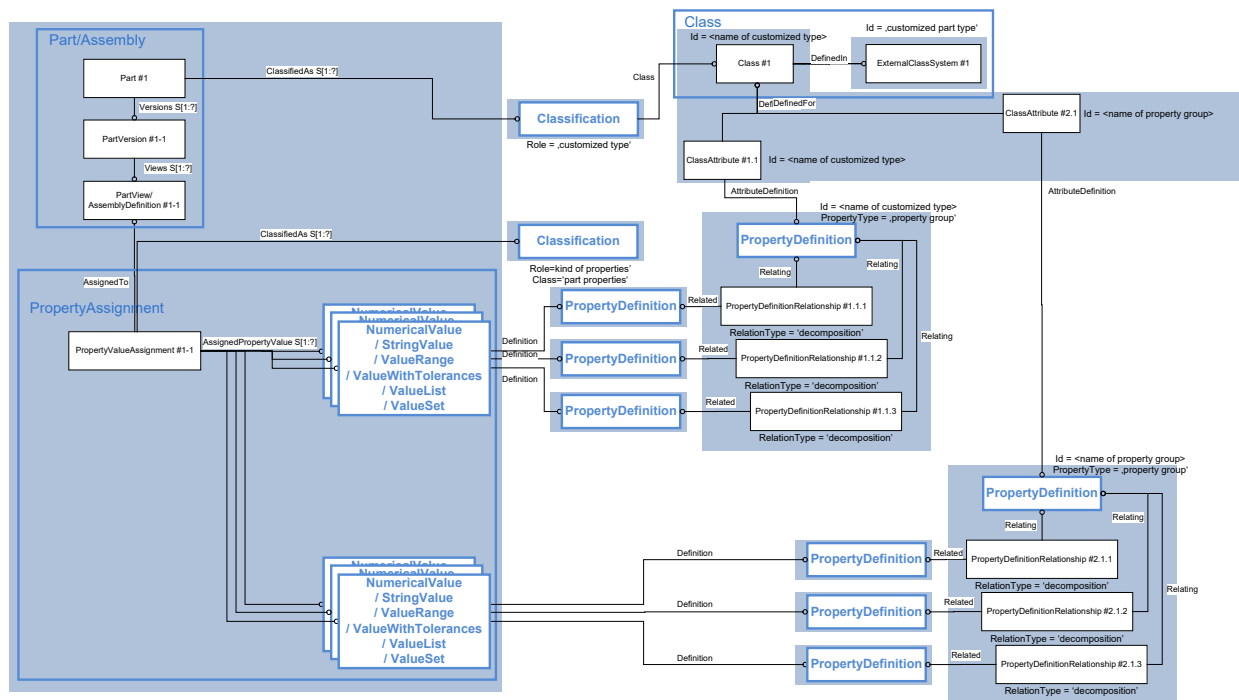 Part/Assembly
Part #1
Versions S[1:?]
PartVersion #1-1
Views S[1:?]
PartView/
AssemblyDefinition #1-1
ClassifiedAs S[1:?]
Classification
Role = ‚customized type'
Class
Class
Id = <name of customized type>
Class #1
DefinedIn
Id = ‚customized part type'
ExternalClassSystem #1
DefinedFor
ClassAttribute #1.1
Id = <name of customized type>
ClassAttribute #2.1
Id = <name of property group>
AttributeDefinition
AttributeDefinition
ClassifiedAs S[1:?]
Classification
Role=kind of properties'
Class='part properties'
AssignedTo
PropertyAssignment
PropertyValueAssignment #1-1
AssignedPropertyValue S[1:?]
NumericalValue
NumericalValue
NumericalValue
/ StringValue
/ ValueRange
/ ValueWithTolerances
/ ValueList
/ ValueSet
Definition
Definition
Definition
PropertyDefinition
PropertyDefinition
PropertyDefinition
Related
Related
Related
Id = <name of customized type>
PropertyType = ‚property group'
PropertyDefinition
Relating
Relating
Relating
PropertyDefinitionRelationship #1.1.1
RelationType = 'decomposition'
PropertyDefinitionRelationship #1.1.2
RelationType = 'decomposition'
PropertyDefinitionRelationship #1.1.3
RelationType = 'decomposition'
Id = <name of property group>
PropertyType = ‚property group'
PropertyDefinition
Relating
Relating
Relating
NumericalValue
NumericalValue
NumericalValue
/ StringValue
/ ValueRange
/ ValueWithTolerances
/ ValueList
/ ValueSet
Definition
Definition
Definition
PropertyDefinition
PropertyDefinition
PropertyDefinition
Related
Related
Related
PropertyDefinitionRelationship #2.1.1
RelationType = 'decomposition'
PropertyDefinitionRelationship #2.1.2
RelationType = 'decomposition'
PropertyDefinitionRelationship #2.1.3
RelationType = 'decomposition'